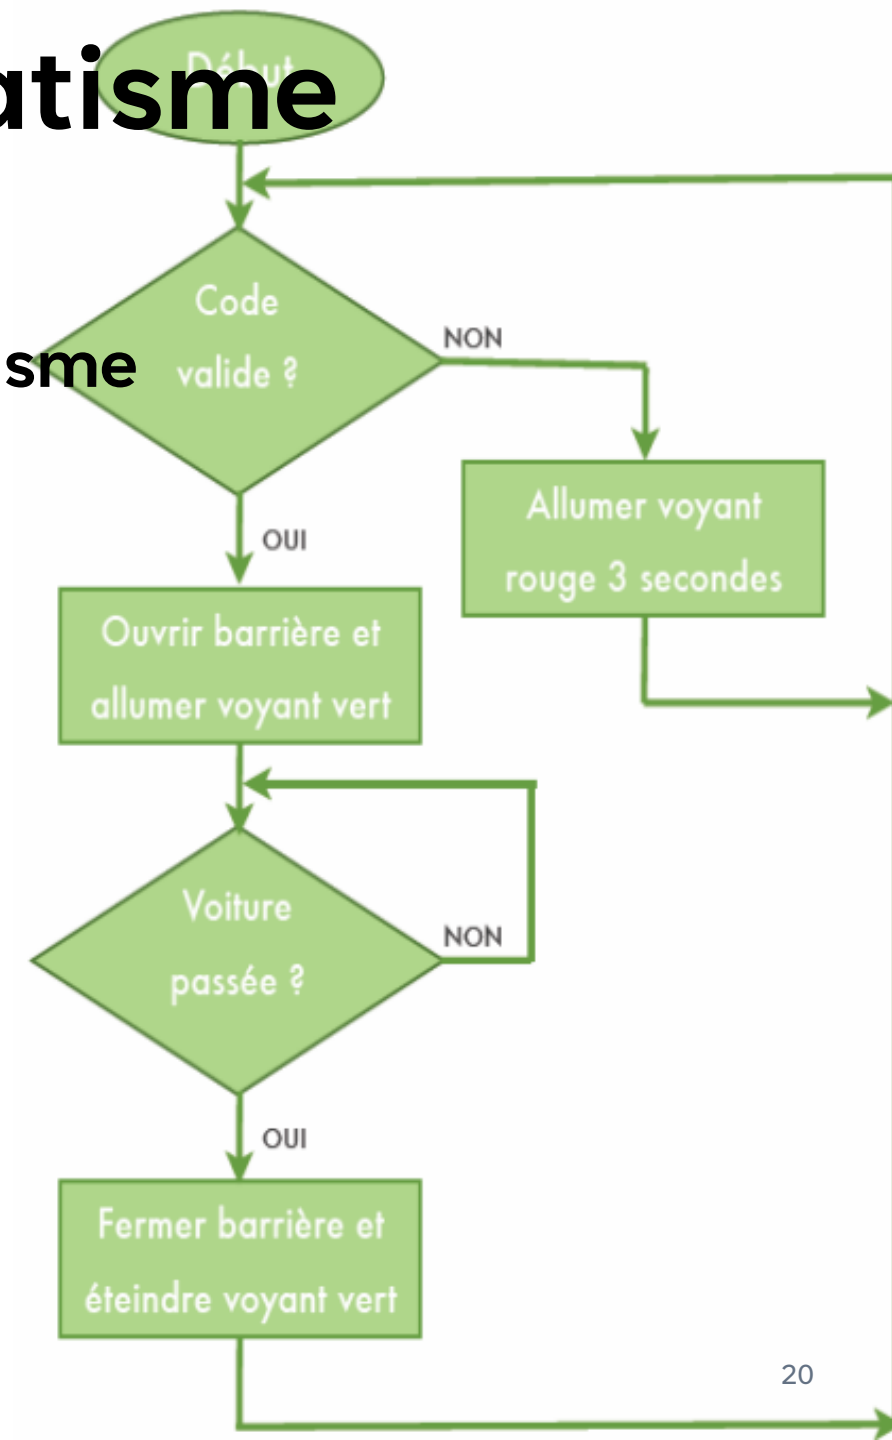 Début
atisme
Code
valide ?
NON
sme
Allumer voyant
rouge 3 secondes
OUI
Ouvrir barrière et
allumer voyant vert
Voiture
passée ?
NON
OUI
Fermer barrière et
éteindre voyant vert
20